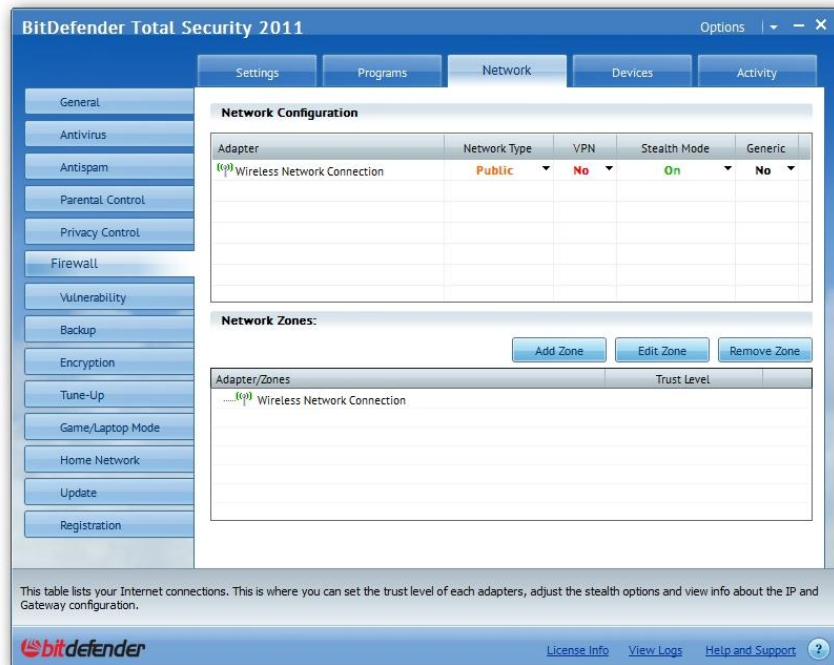 BitDefender Total Security 2011
Options
Settings Programs Network Devices Activity
General
Antivirus
Antispam
Parental Control
Privacy Control
Firewall
Vulnerability
Backup
Encryption
Tune-Up
Game/Laptop Mode
Home Network
Update
Registration
Network Configuration
Adapter Network Type VPN Stealth Mode Generic
Wireless Network Connection Public No On No
Network Zones:
Add Zone Edit Zone Remove Zone
Adapter/Zones Trust Level
Wireless Network Connection
This table lists your Internet connections. This is where you can set the trust level of each adapters, adjust the stealth options and view info about the IP and
Gateway configuration.
bitdefender
License Info View Logs Help and Support ?